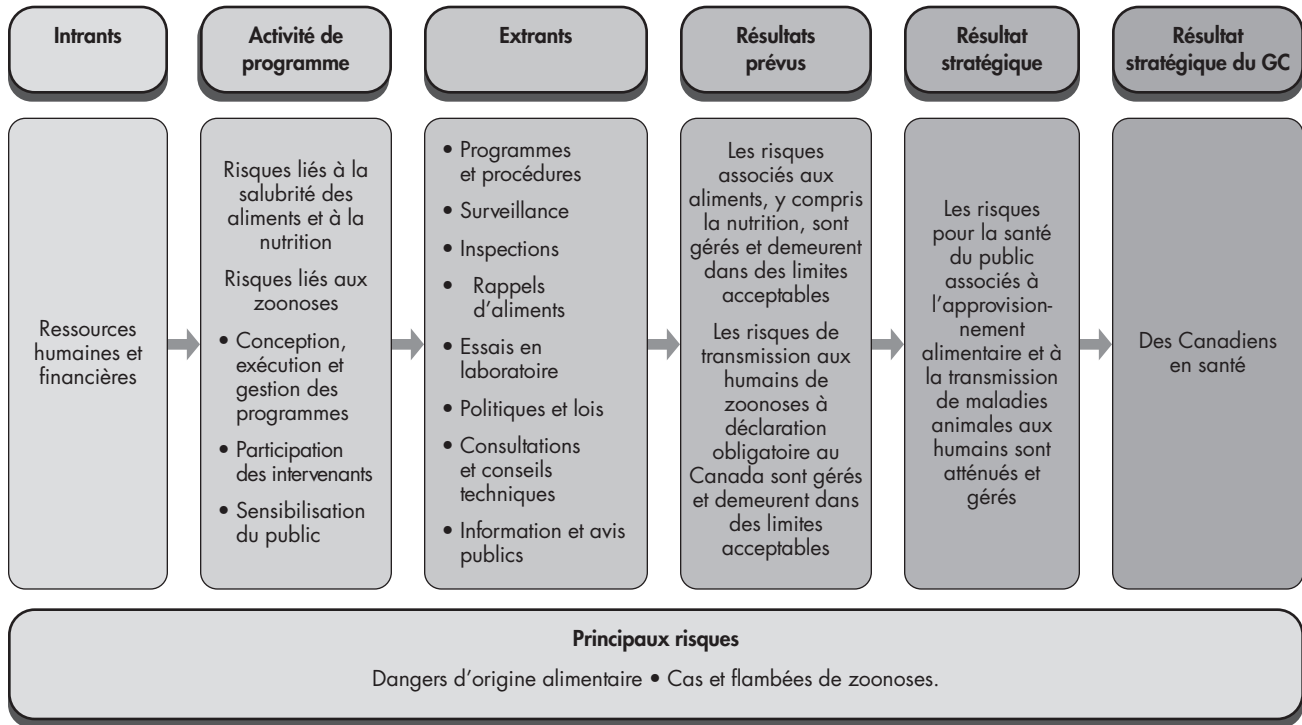 Intrants
Activité de
programme
Extrants
Résultats
prévus
Résultat
stratégique
Résultat
stratégique du GC
Ressources
humaines et
financières
Risques liés à la
salubrité des
aliments et à la
nutrition
Risques liés aux
zoonoses
• Conception,
exécution et
gestion des
programmes
• Participation
des intervenants
• Sensibilisation
du public
• Programmes
et procédures
• Surveillance
• Inspections
• Rappels
d’aliments
• Essais en
laboratoire
• Politiques et lois
• Consultations
et conseils
techniques
• Information et avis
publics
Les risques
associés aux
aliments, y compris
la nutrition, sont
gérés et demeurent
dans des limites
acceptables
Les risques de
transmission aux
humains de
zoonoses à
déclaration
obligatoire au
Canada sont gérés
et demeurent dans
des limites
acceptables
Les risques
pour la santé
du public
associés à
l’approvision-
nement
alimentaire et à
la transmission
de maladies
animales aux
humains sont
atténués et
gérés
Des Canadiens
en santé
Principaux risques
Dangers d’origine alimentaire • Cas et flambées de zoonoses.